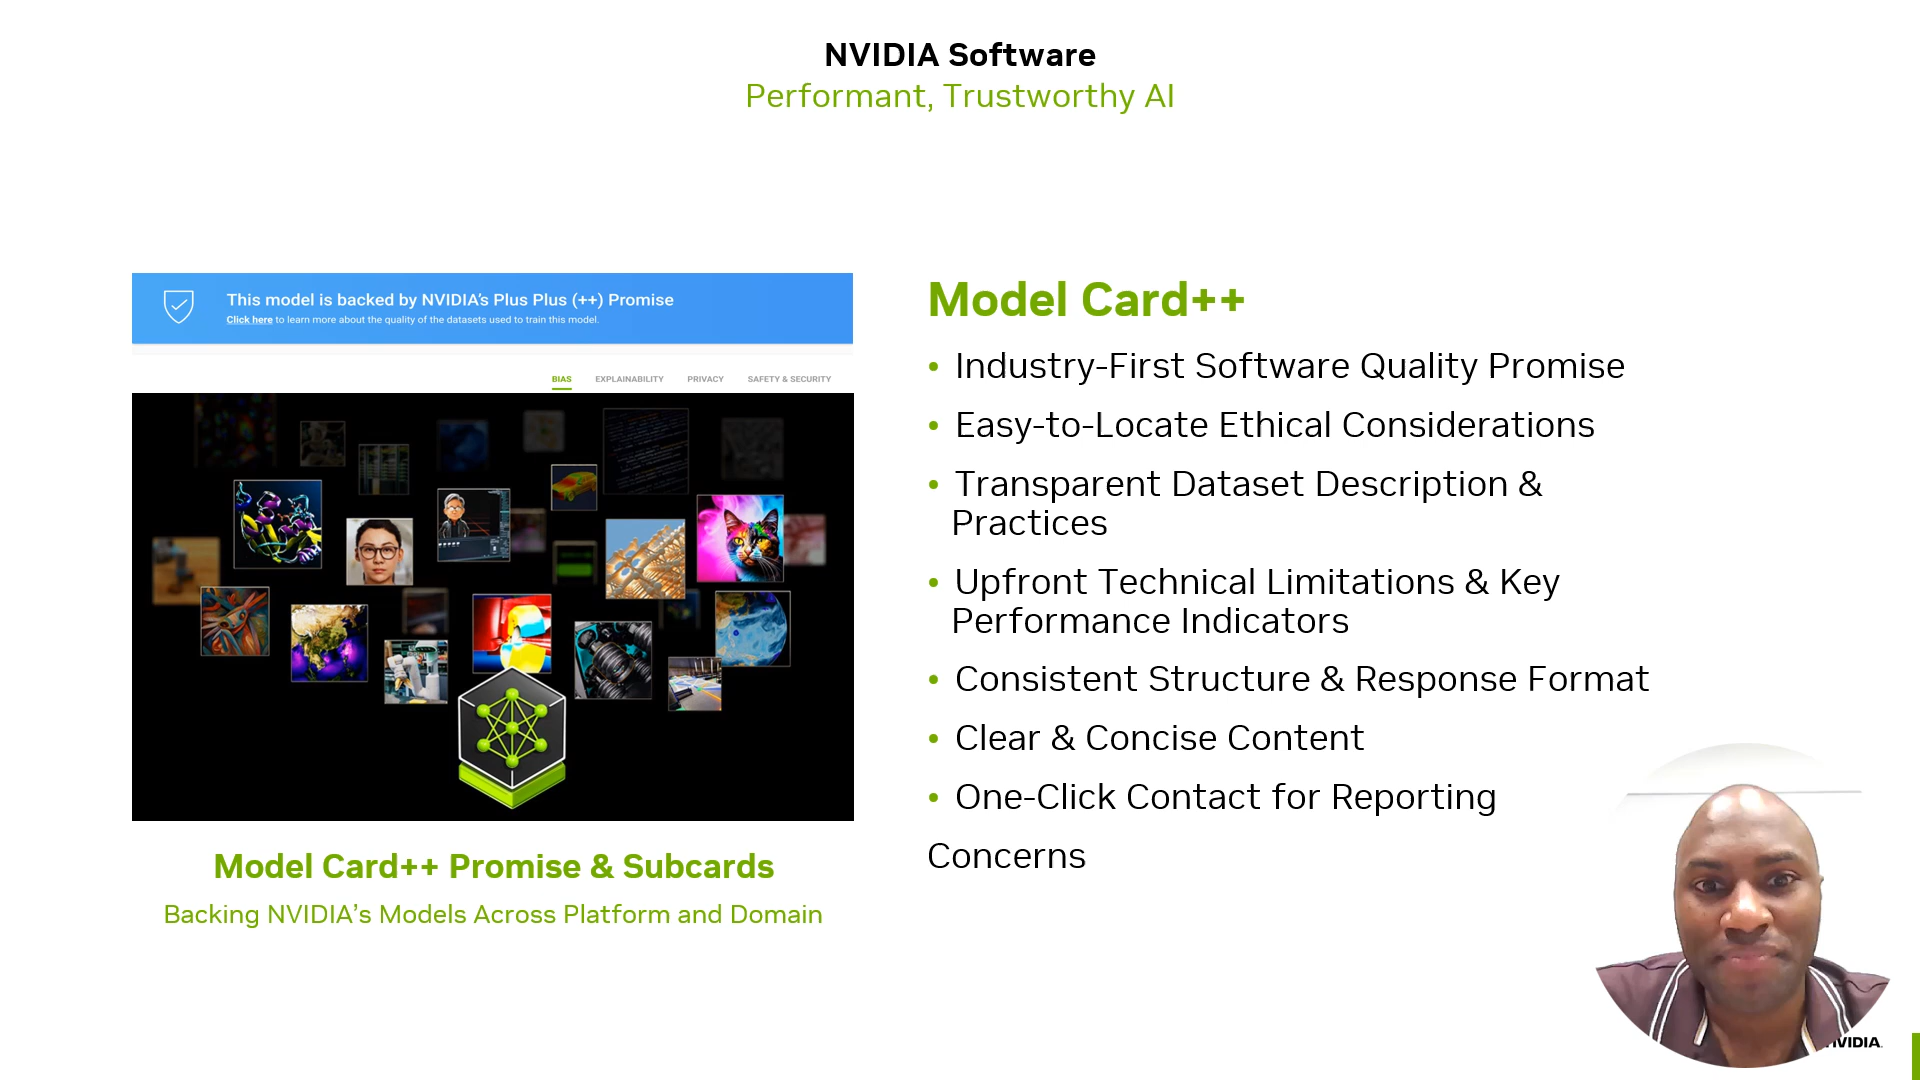 NVIDIA Software
Performant, Trustworthy AI
This model is backed by NVIDIA's Plus Plus (++) Promise
Click here to learn more about the quality of the datasets used to train this model.
BIAS EXPLAINABILITY PRIVACY SAFETY & SECURITY
Model Card++ Promise & Subcards
Backing NVIDIA's Models Across Platform and Domain
Model Card++
• Industry-First Software Quality Promise
• Easy-to-Locate Ethical Considerations
• Transparent Dataset Description &
Practices
• Upfront Technical Limitations & Key
Performance Indicators
• Consistent Structure & Response Format
• Clear & Concise Content
• One-Click Contact for Reporting
Concerns
NVIDIA